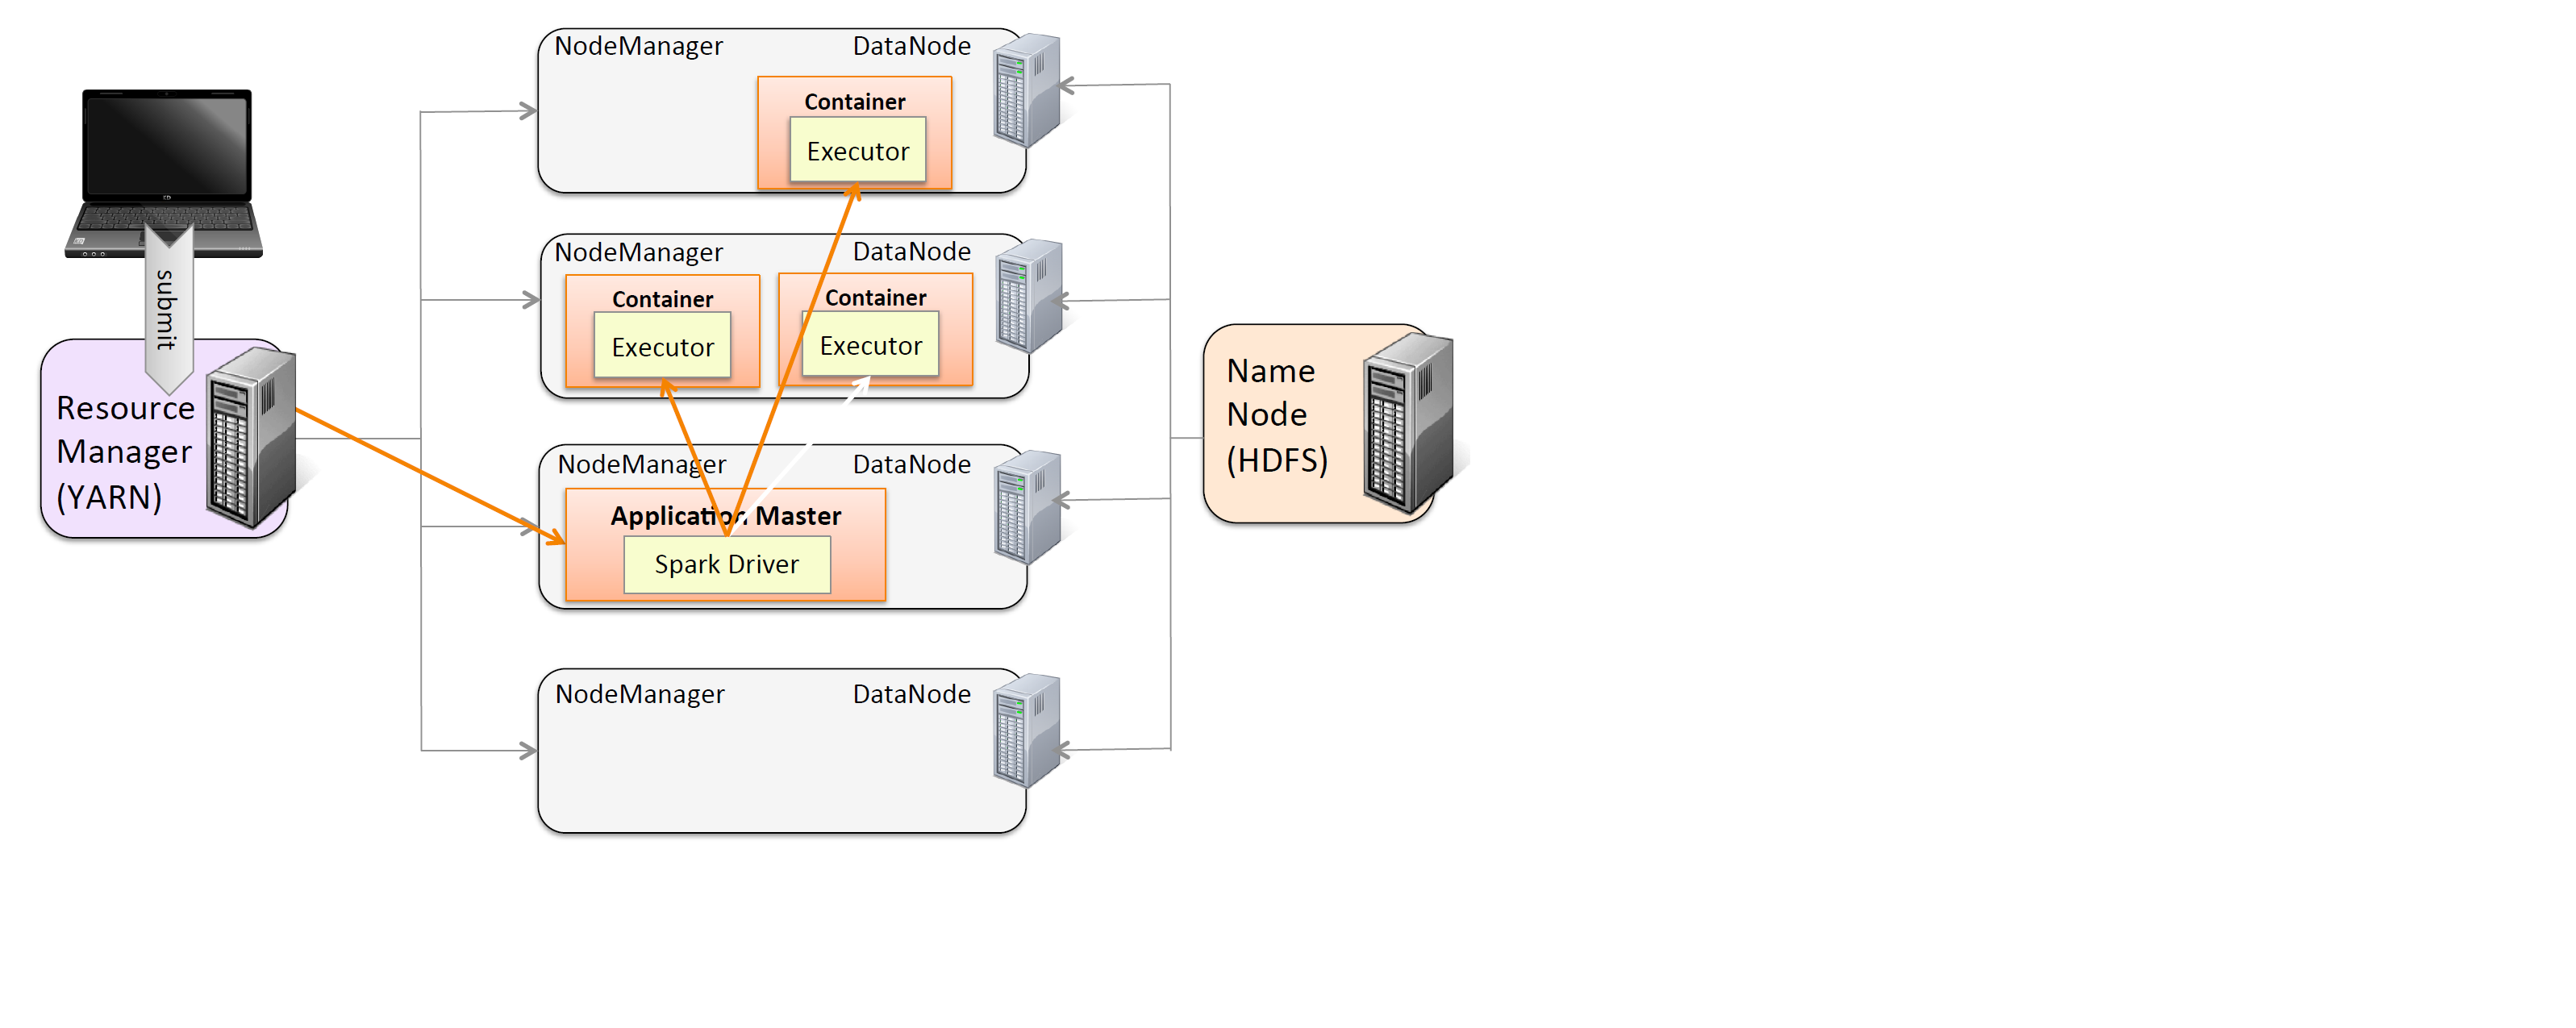 submit
Resource
Manager
(YARN)
NodeManager DataNode
Container
Executor
NodeManager DataNode
Container Container
Executor Executor
NodeManager DataNode
Application Master
Spark Driver
NodeManager DataNode
Name
Node
(HDFS)